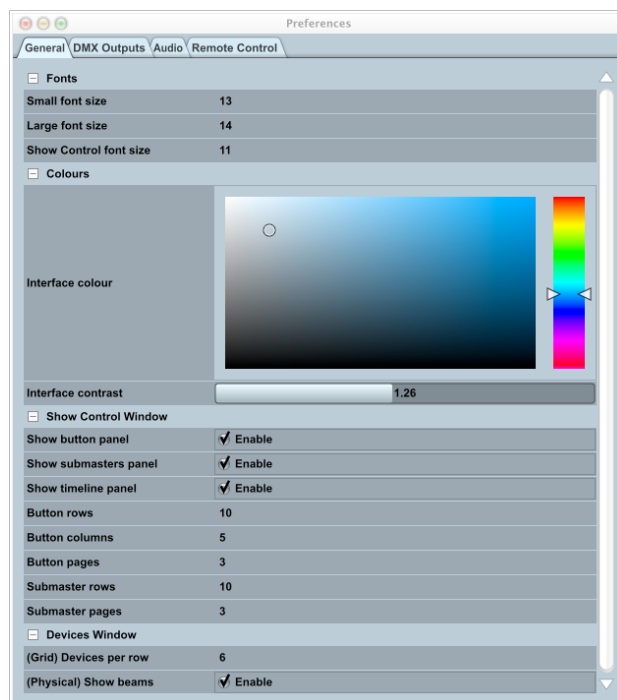 Preferences
General DMX Outputs Audio Remote Control
Fonts
Small font size 13
Large font size 14
Show Control font size 11
Colours
Interface colour
Interface contrast 1.26
Show Control Window
Show button panel Enable
Show submasters panel Enable
Show timeline panel Enable
Button rows 10
Button columns 5
Button pages 3
Submaster rows 10
Submaster pages 3
Devices Window
(Grid) Devices per row 6
(Physical) Show beams Enable